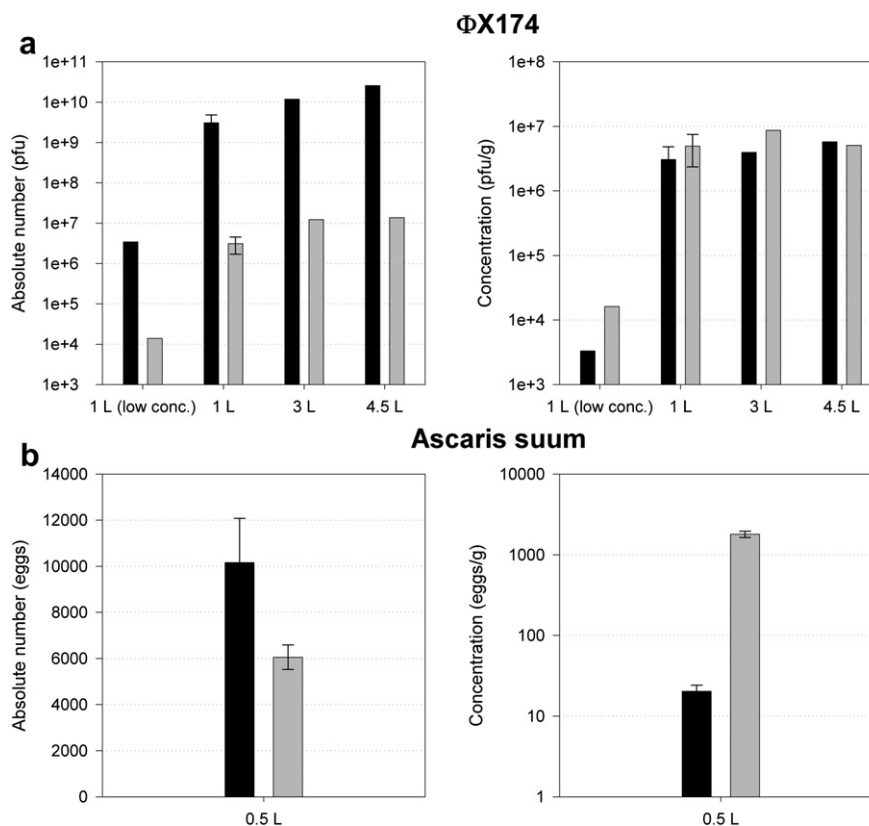 ΦX174
a
Absolute number (pfu)
1e+11
1e+10
1e+9
1e+8
1e+7
1e+6
1e+5
1e+4
1e+3
1 L (low conc.) 1 L 3 L 4.5 L
Concentration (pfu/g)
1e+8
1e+7
1e+6
1e+5
1e+4
1e+3
1 L (low conc.) 1 L 3 L 4.5 L
Ascaris suum
b
Absolute number (eggs)
14000
12000
10000
8000
6000
4000
2000
0
0.5 L
Concentration (eggs/g)
10000
1000
100
10
1
0.5 L